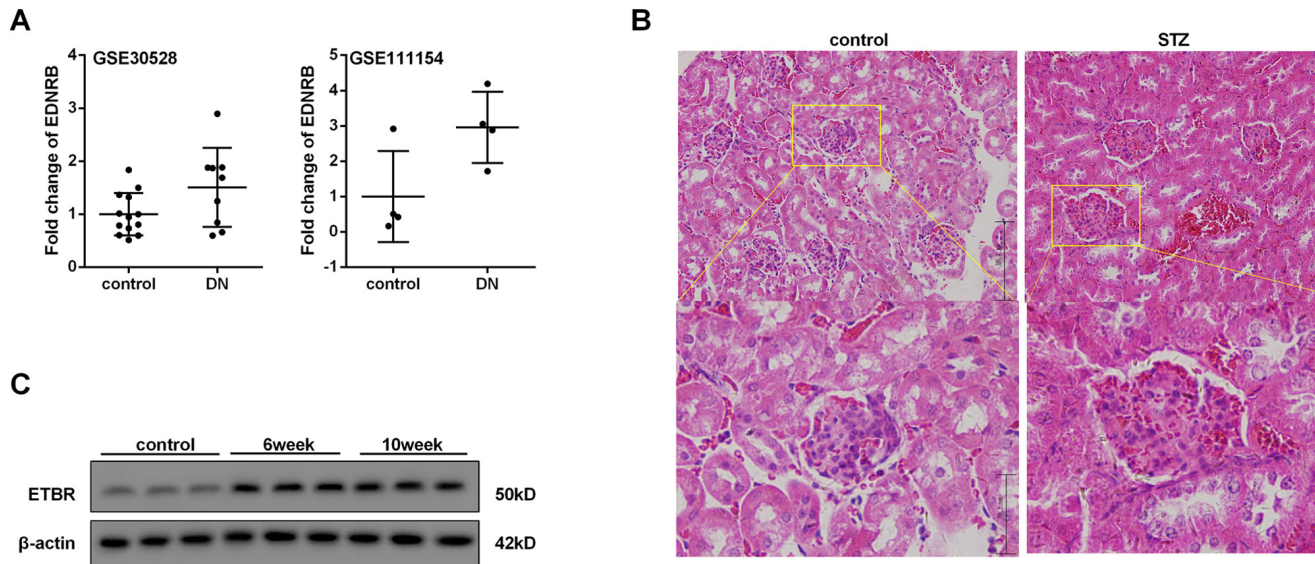 A
GSE30528
Fold change of EDNRB
4
3
2
1
0
control
DN
GSE111154
Fold change of EDNRB
5
4
3
2
1
0
-1
control
DN
B
control
STZ
C
control
6week
10week
ETBR
50kD
β-actin
42kD